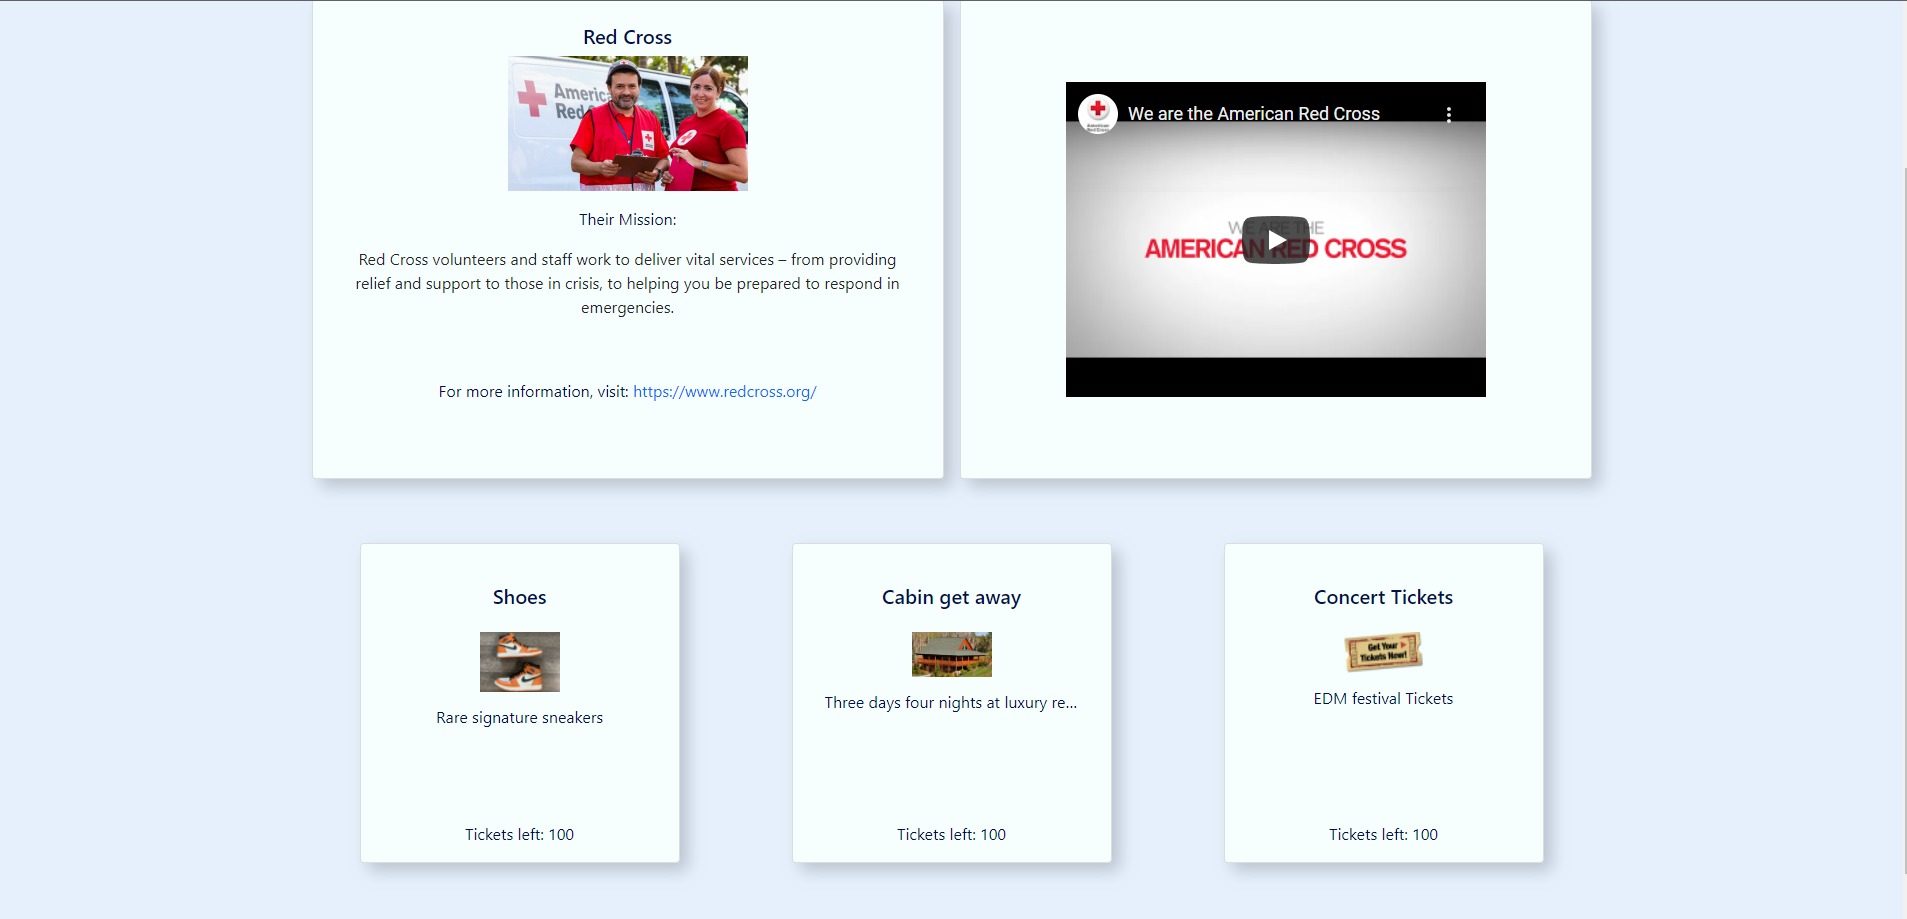 Red Cross
America
Red
Their Mission:
Red Cross volunteers and staff work to deliver vital services – from providing
relief and support to those in crisis, to helping you be prepared to respond in
emergencies.
For more information, visit: https://www.redcross.org/
American
Red Cross
We are the American Red Cross
WE ARE THE
AMERICAN RED CROSS
Shoes
Rare signature sneakers
Tickets left: 100
Cabin get away
Three days four nights at luxury re...
Tickets left: 100
Concert Tickets
Get Your
Tickets Now!
EDM festival Tickets
Tickets left: 100